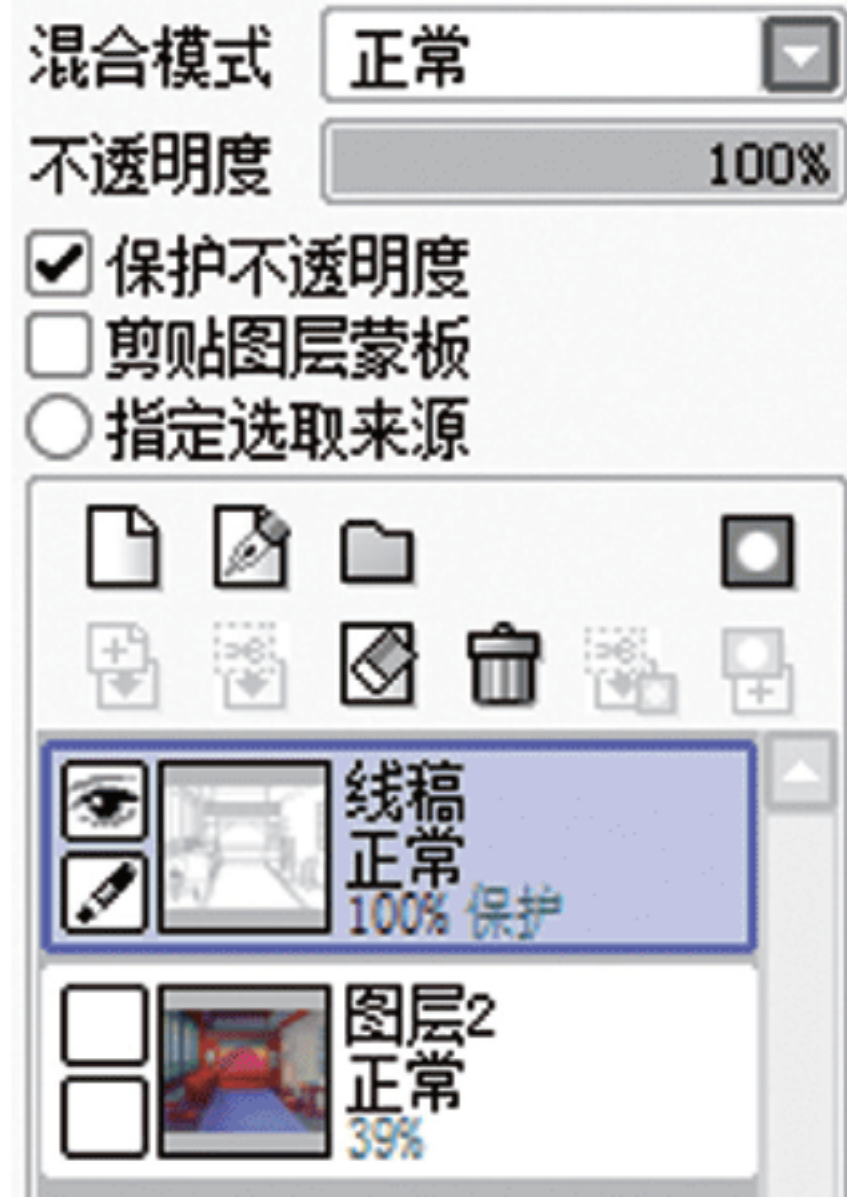 混合模式 正常
不透明度 100%
保护不透明度
剪贴图层蒙板
指定选取来源
线稿
正常
100% 保护
图层2
正常
39%